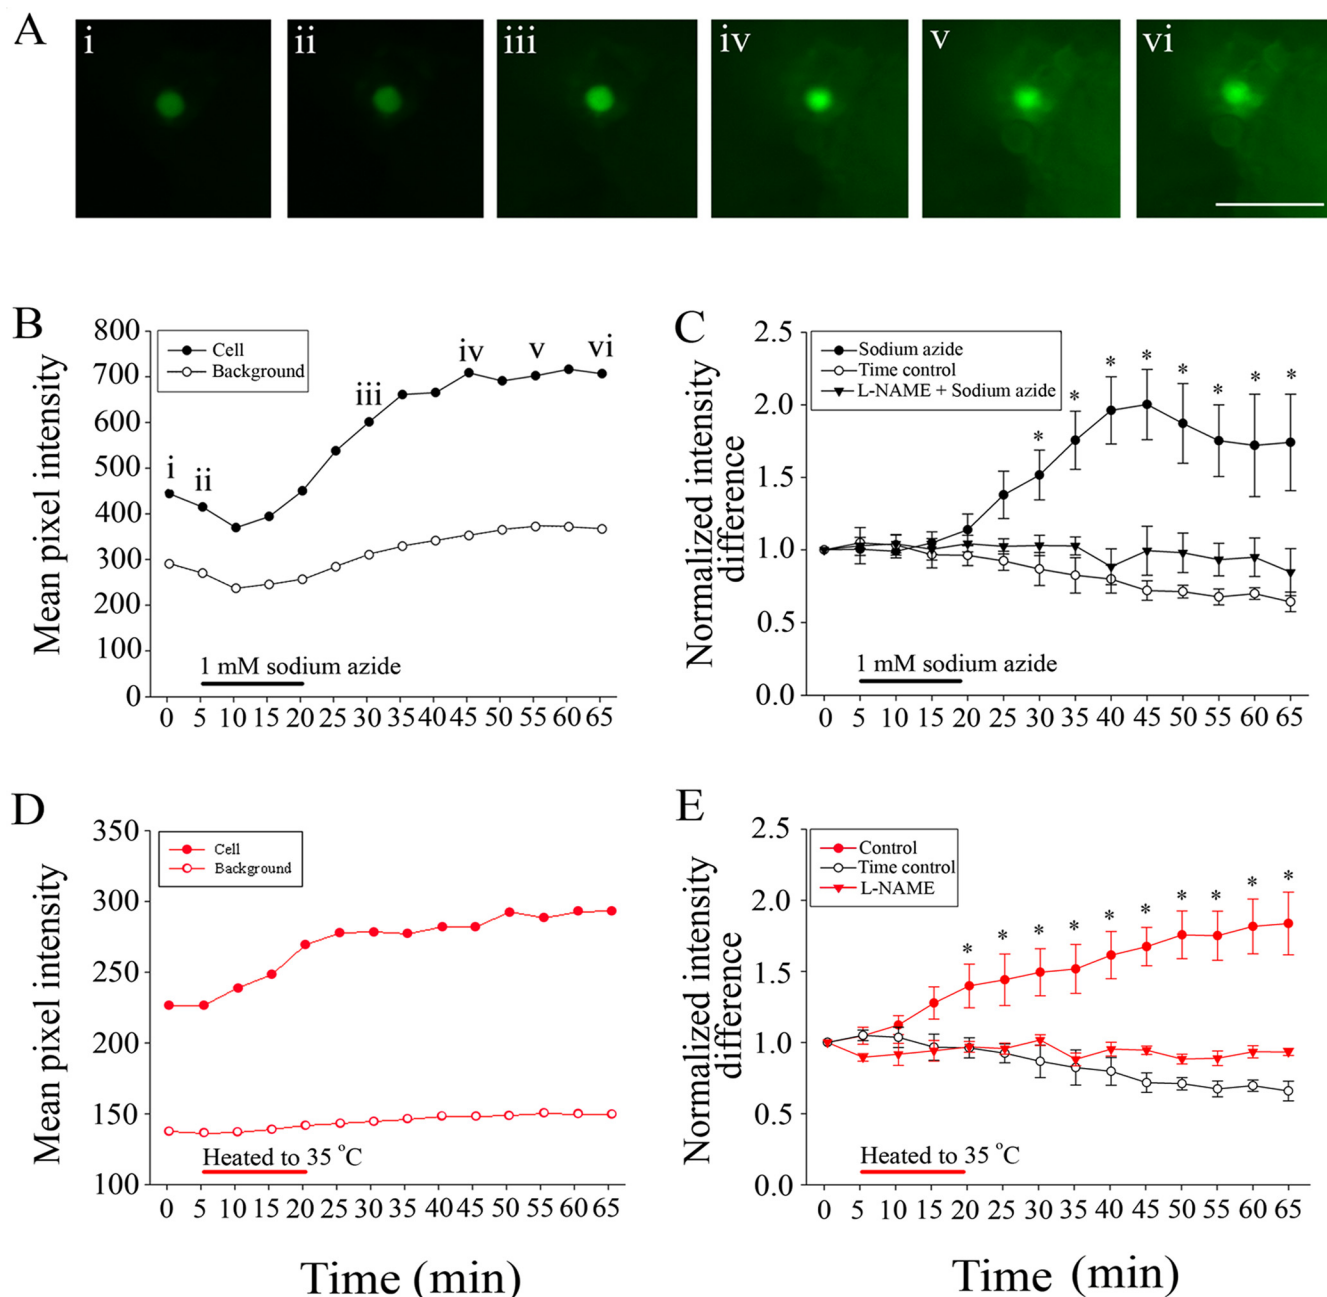 A
i ii iii iv v vi
B
Mean pixel intensity
800
700
600
500
400
300
200
100
0
Cell
Background
i
ii
iii
iv
v
vi
1 mM sodium azide
0 5 10 15 20 25 30 35 40 45 50 55 60 65
C
Normalized intensity
difference
2.5
2.0
1.5
1.0
0.5
0.0
Sodium azide
Time control
L-NAME + Sodium azide
* * * * * * * *
1 mM sodium azide
0 5 10 15 20 25 30 35 40 45 50 55 60 65
D
Mean pixel intensity
350
300
250
200
150
100
Cell
Background
Heated to 35 °C
0 5 10 15 20 25 30 35 40 45 50 55 60 65
Time (min)
E
Normalized intensity
difference
2.5
2.0
1.5
1.0
0.5
0.0
Control
Time control
L-NAME
* * * * * * * * * *
Heated to 35 °C
0 5 10 15 20 25 30 35 40 45 50 55 60 65
Time (min)